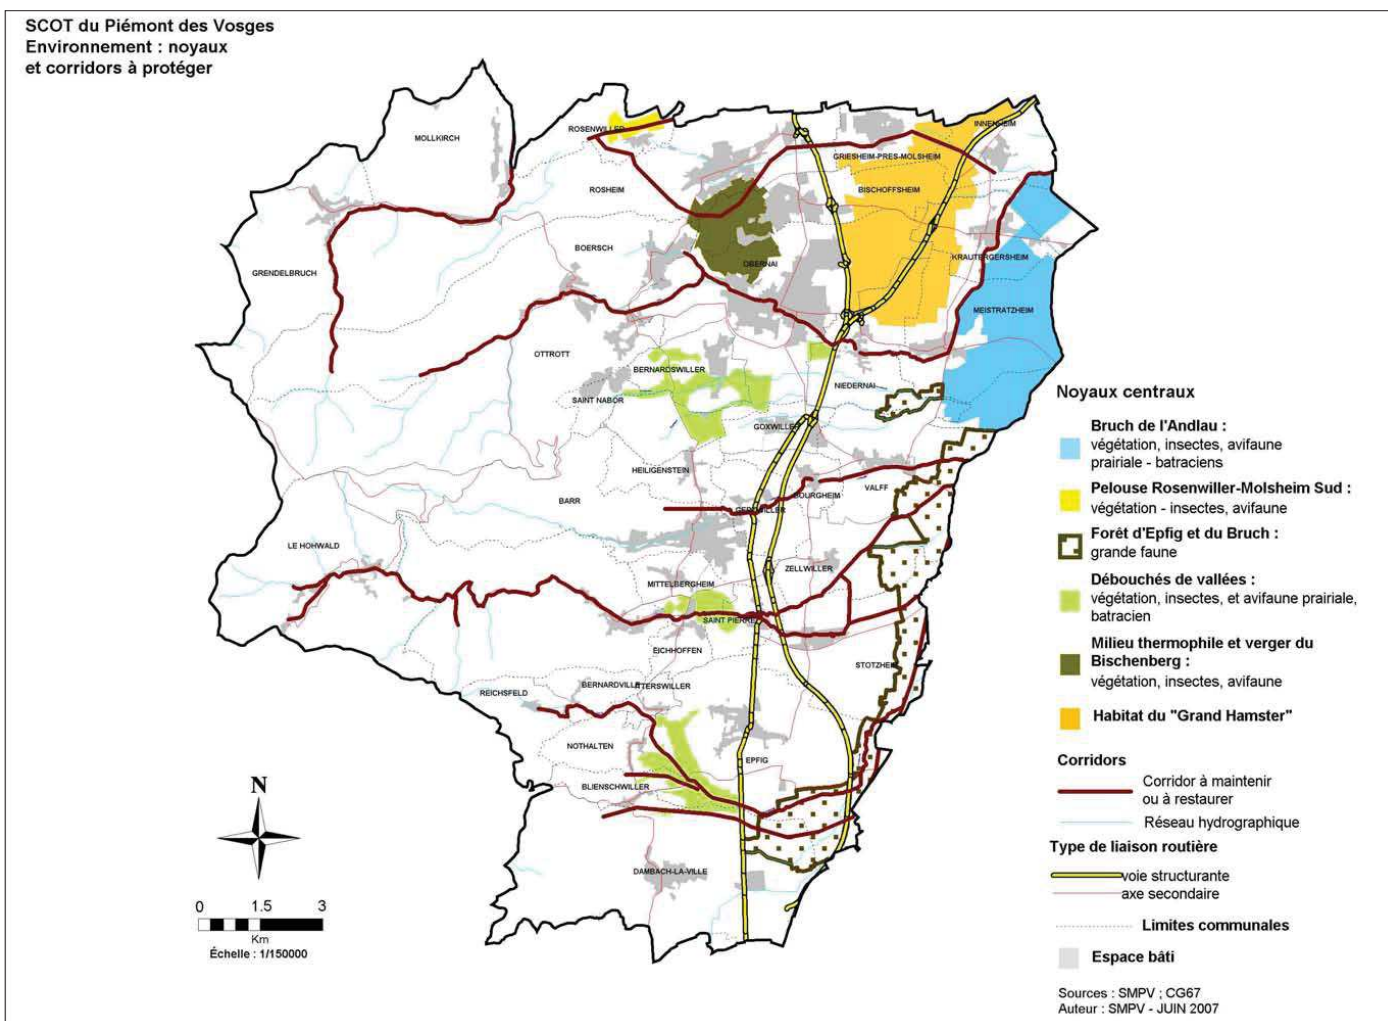 SCOT du Piémont des Vosges
Environnement : noyaux
et corridors à protéger
MOLLKIRCH
ROSENWILLER
INNENHEIM
GRIESHEIM-PRES-MOLSHEIM
ROSHEIM
BISCHOFFSHEIM
BOERSCH
OBERNAI
KRAUTERGERSHEIM
GRENDELBRUCH
MEISTRATZHEIM
OTTROTT
BERNARDSWILLER
NIEDERNAI
SAINT NABOR
GOXWILLER
HEILIGENSTEIN
BARR
BOURGHEIM
VALFF
GERTWILLER
LE HOHWALD
ZELLWILLER
MITTELBERGHEIM
SAINT PIERRE
EICHHOFFEN
STOTZHEIM
REICHSFELD
BERNARDVILLE
ITTERSWILLER
NOTHALTEN
EPFIG
BLIENSCHWILLER
DAMBACH-LA-VILLE
N
0 1.5 3
Km
Échelle : 1/150000
Noyaux centraux
Bruch de l'Andlau :
végétation, insectes, avifaune
prairiale - batraciens
Pelouse Rosenwiller-Molsheim Sud :
végétation - insectes, avifaune
Forêt d'Epfig et du Bruch :
grande faune
Débouchés de vallées :
végétation, insectes, et avifaune prairiale,
batracien
Milieu thermophile et verger du
Bischenberg :
végétation, insectes, avifaune
Habitat du "Grand Hamster"
Corridors
Corridor à maintenir
ou à restaurer
Réseau hydrographique
Type de liaison routière
voie structurante
axe secondaire
Limites communales
Espace bâti
Sources : SMPV ; CG67
Auteur : SMPV - JUIN 2007